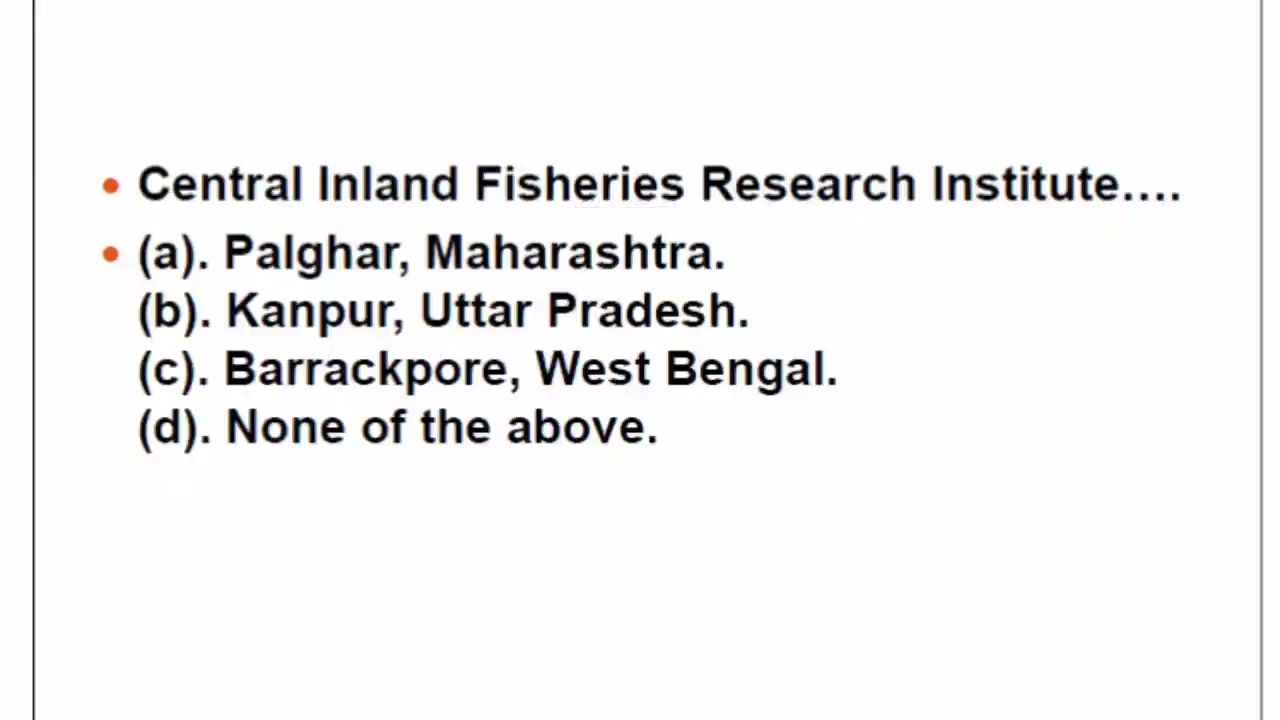 • Central Inland Fisheries Research Institute....
• (a). Palghar, Maharashtra.
(b). Kanpur, Uttar Pradesh.
(c). Barrackpore, West Bengal.
(d). None of the above.